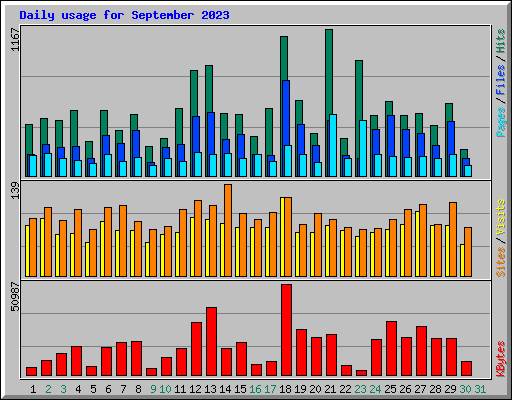 Daily usage for September 2023
1167
Pages / Files / Hits
139
Sites / Visits
50987
KBytes
1 2 3 4 5 6 7 8 9 10 11 12 13 14 15 16 17 18 19 20 21 22 23 24 25 26 27 28 29 30 31